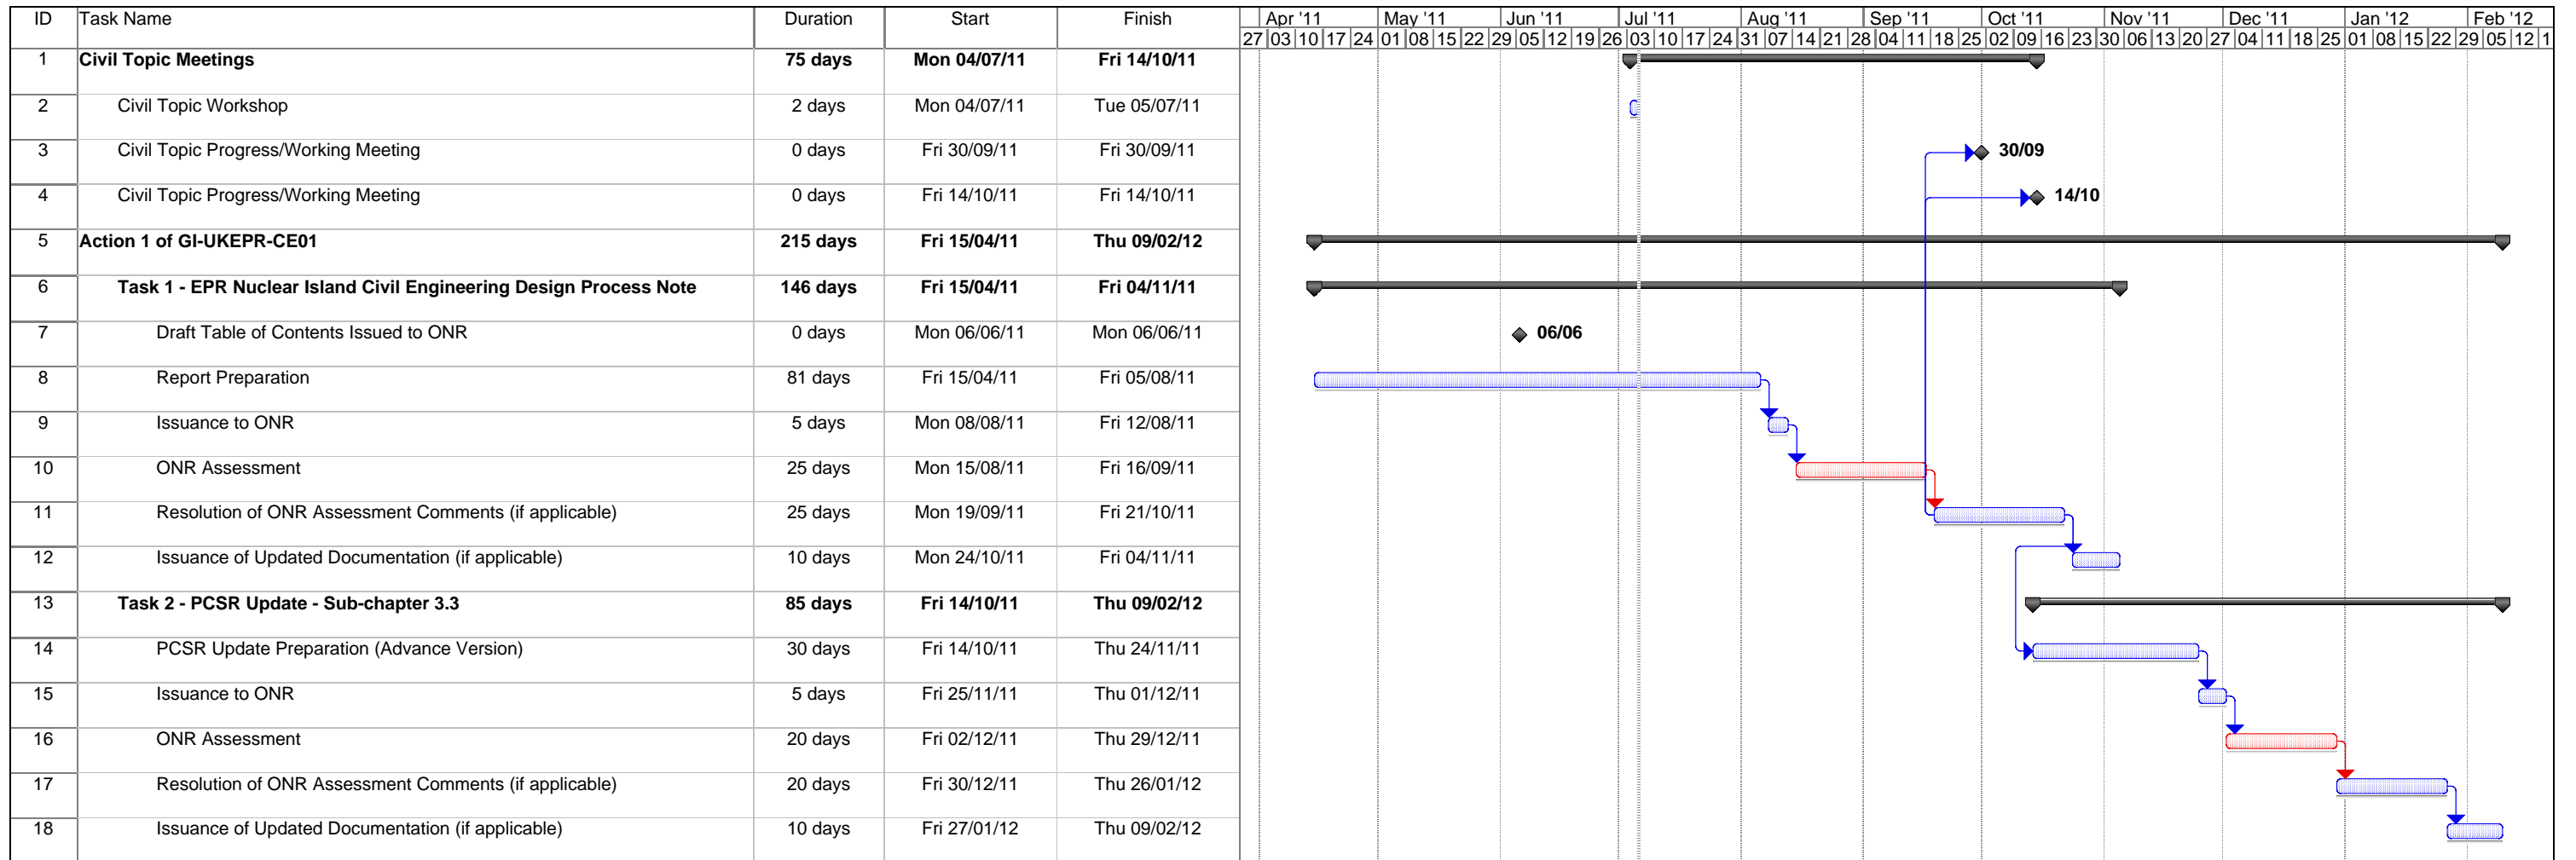 ID Task Name Duration Start Finish Apr '11 May '11 Jun '11 Jul '11 Aug '11 Sep '11 Oct '11 Nov '11 Dec '11 Jan '12 Feb '12
27 03 10 17 24 01 08 15 22 29 05 12 19 26 03 10 17 24 31 07 14 21 28 04 11 18 25 02 09 16 23 30 06 13 20 27 04 11 18 25 01 08 15 22 29 05 12 1
1 Civil Topic Meetings 75 days Mon 04/07/11 Fri 14/10/11
2 Civil Topic Workshop 2 days Mon 04/07/11 Tue 05/07/11
3 Civil Topic Progress/Working Meeting 0 days Fri 30/09/11 Fri 30/09/11 30/09
4 Civil Topic Progress/Working Meeting 0 days Fri 14/10/11 Fri 14/10/11 14/10
5 Action 1 of GI-UKEPR-CE01 215 days Fri 15/04/11 Thu 09/02/12
6 Task 1 - EPR Nuclear Island Civil Engineering Design Process Note 146 days Fri 15/04/11 Fri 04/11/11
7 Draft Table of Contents Issued to ONR 0 days Mon 06/06/11 Mon 06/06/11 06/06
8 Report Preparation 81 days Fri 15/04/11 Fri 05/08/11
9 Issuance to ONR 5 days Mon 08/08/11 Fri 12/08/11
10 ONR Assessment 25 days Mon 15/08/11 Fri 16/09/11
11 Resolution of ONR Assessment Comments (if applicable) 25 days Mon 19/09/11 Fri 21/10/11
12 Issuance of Updated Documentation (if applicable) 10 days Mon 24/10/11 Fri 04/11/11
13 Task 2 - PCSR Update - Sub-chapter 3.3 85 days Fri 14/10/11 Thu 09/02/12
14 PCSR Update Preparation (Advance Version) 30 days Fri 14/10/11 Thu 24/11/11
15 Issuance to ONR 5 days Fri 25/11/11 Thu 01/12/11
16 ONR Assessment 20 days Fri 02/12/11 Thu 29/12/11
17 Resolution of ONR Assessment Comments (if applicable) 20 days Fri 30/12/11 Thu 26/01/12
18 Issuance of Updated Documentation (if applicable) 10 days Fri 27/01/12 Thu 09/02/12